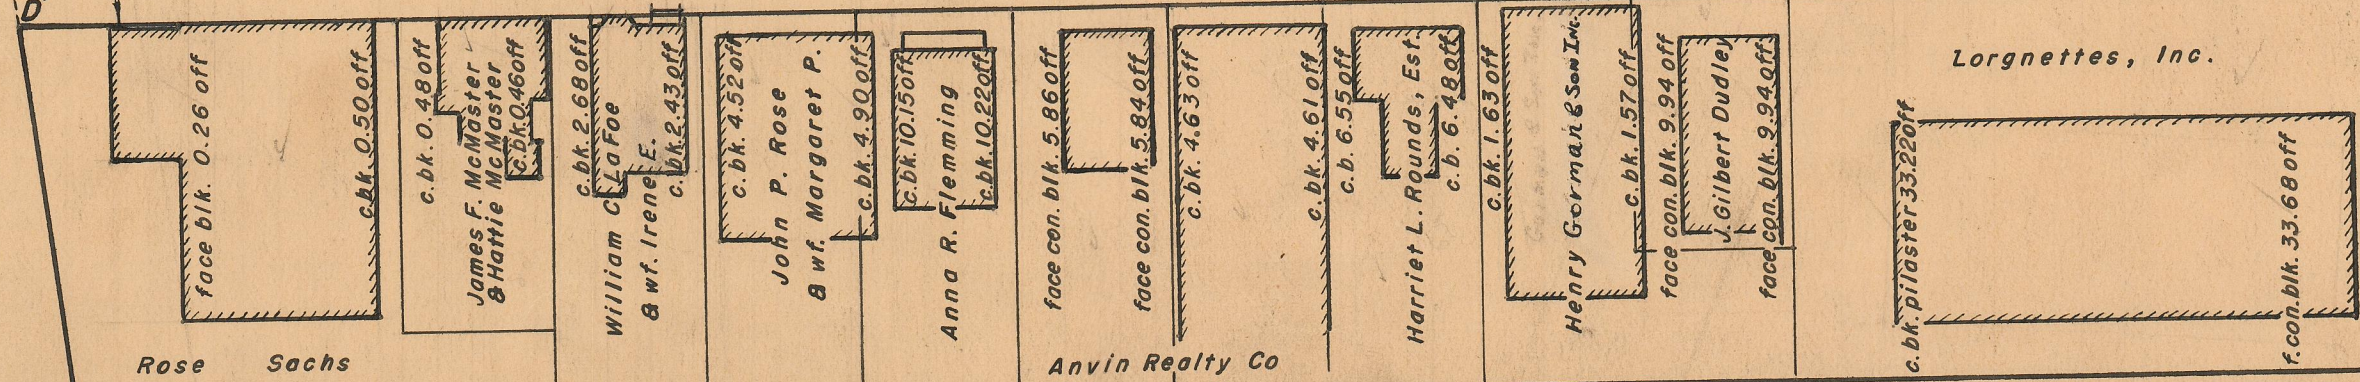 D
face blk. 0.26 off
c.bk. 0.50 off
Rose Sachs
c.bk. 0.48 off
James F. McMaster
& Hattie McMaster
c.bk. 0.46 off
c.bk. 2.68 off
William C. LaFoe
& wf. Irene E.
c.bk. 2.43 off
c.bk. 4.52 off
John P. Rose
& wf. Margaret P.
c.bk. 4.90 off
c.bk. 10.15 off
Anna R. Flemming
c.bk. 10.22 off
face con. blk. 5.86 off
face con. blk. 5.84 off
Anvin Realty Co
c.bk. 4.63 off
c.bk. 4.61 off
c.b. 6.55 off
Harriet L. Rounds, Est.
c.b. 6.48 off
c.bk. 1.63 off
Henry Gorman & Son Inc.
c.bk. 1.57 off
face con. blk. 9.94 off
J. Gilbert Dudley
face con. blk. 9.94 off
Lorgnettes, Inc.
c.bk. pilaster 33.22 off
f. con. blk. 33.68 off